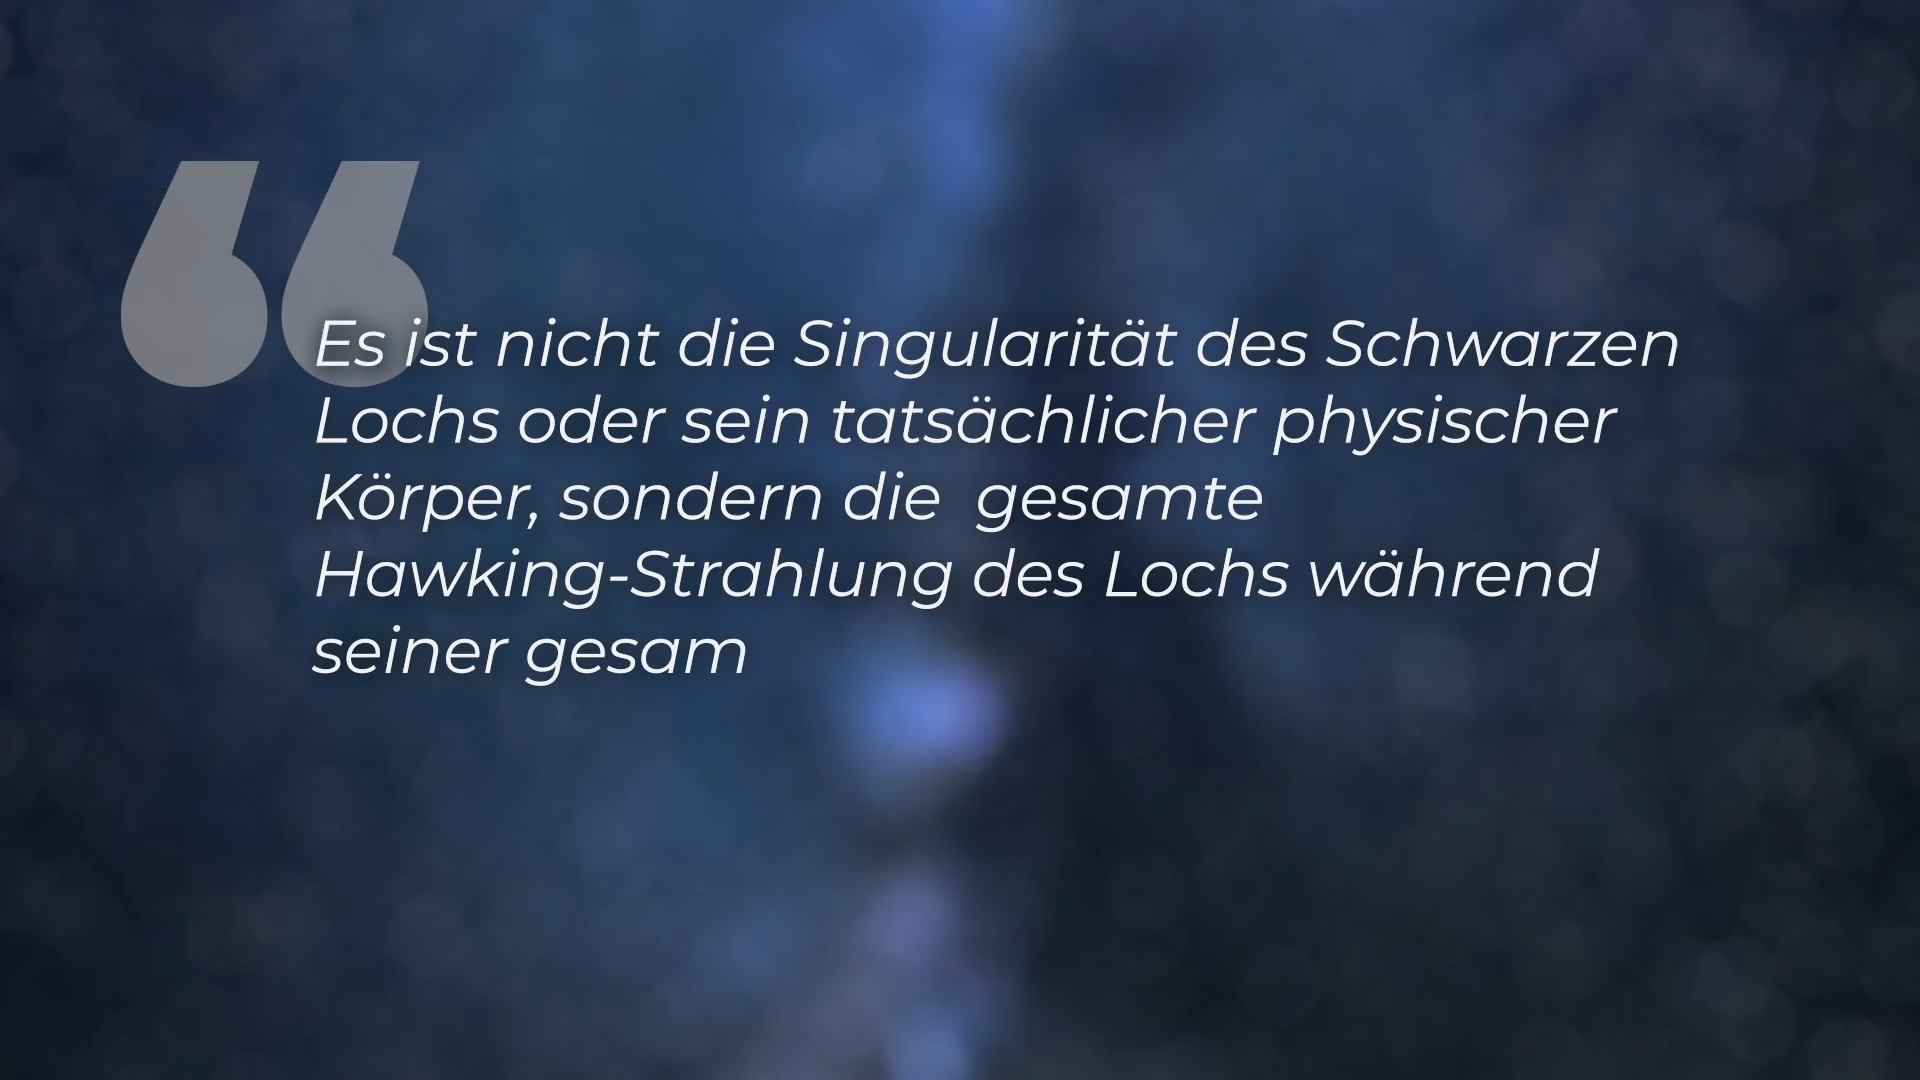 “
Es ist nicht die Singularität des Schwarzen
Lochs oder sein tatsächlicher physischer
Körper, sondern die  gesamte
Hawking-Strahlung des Lochs während
seiner gesam